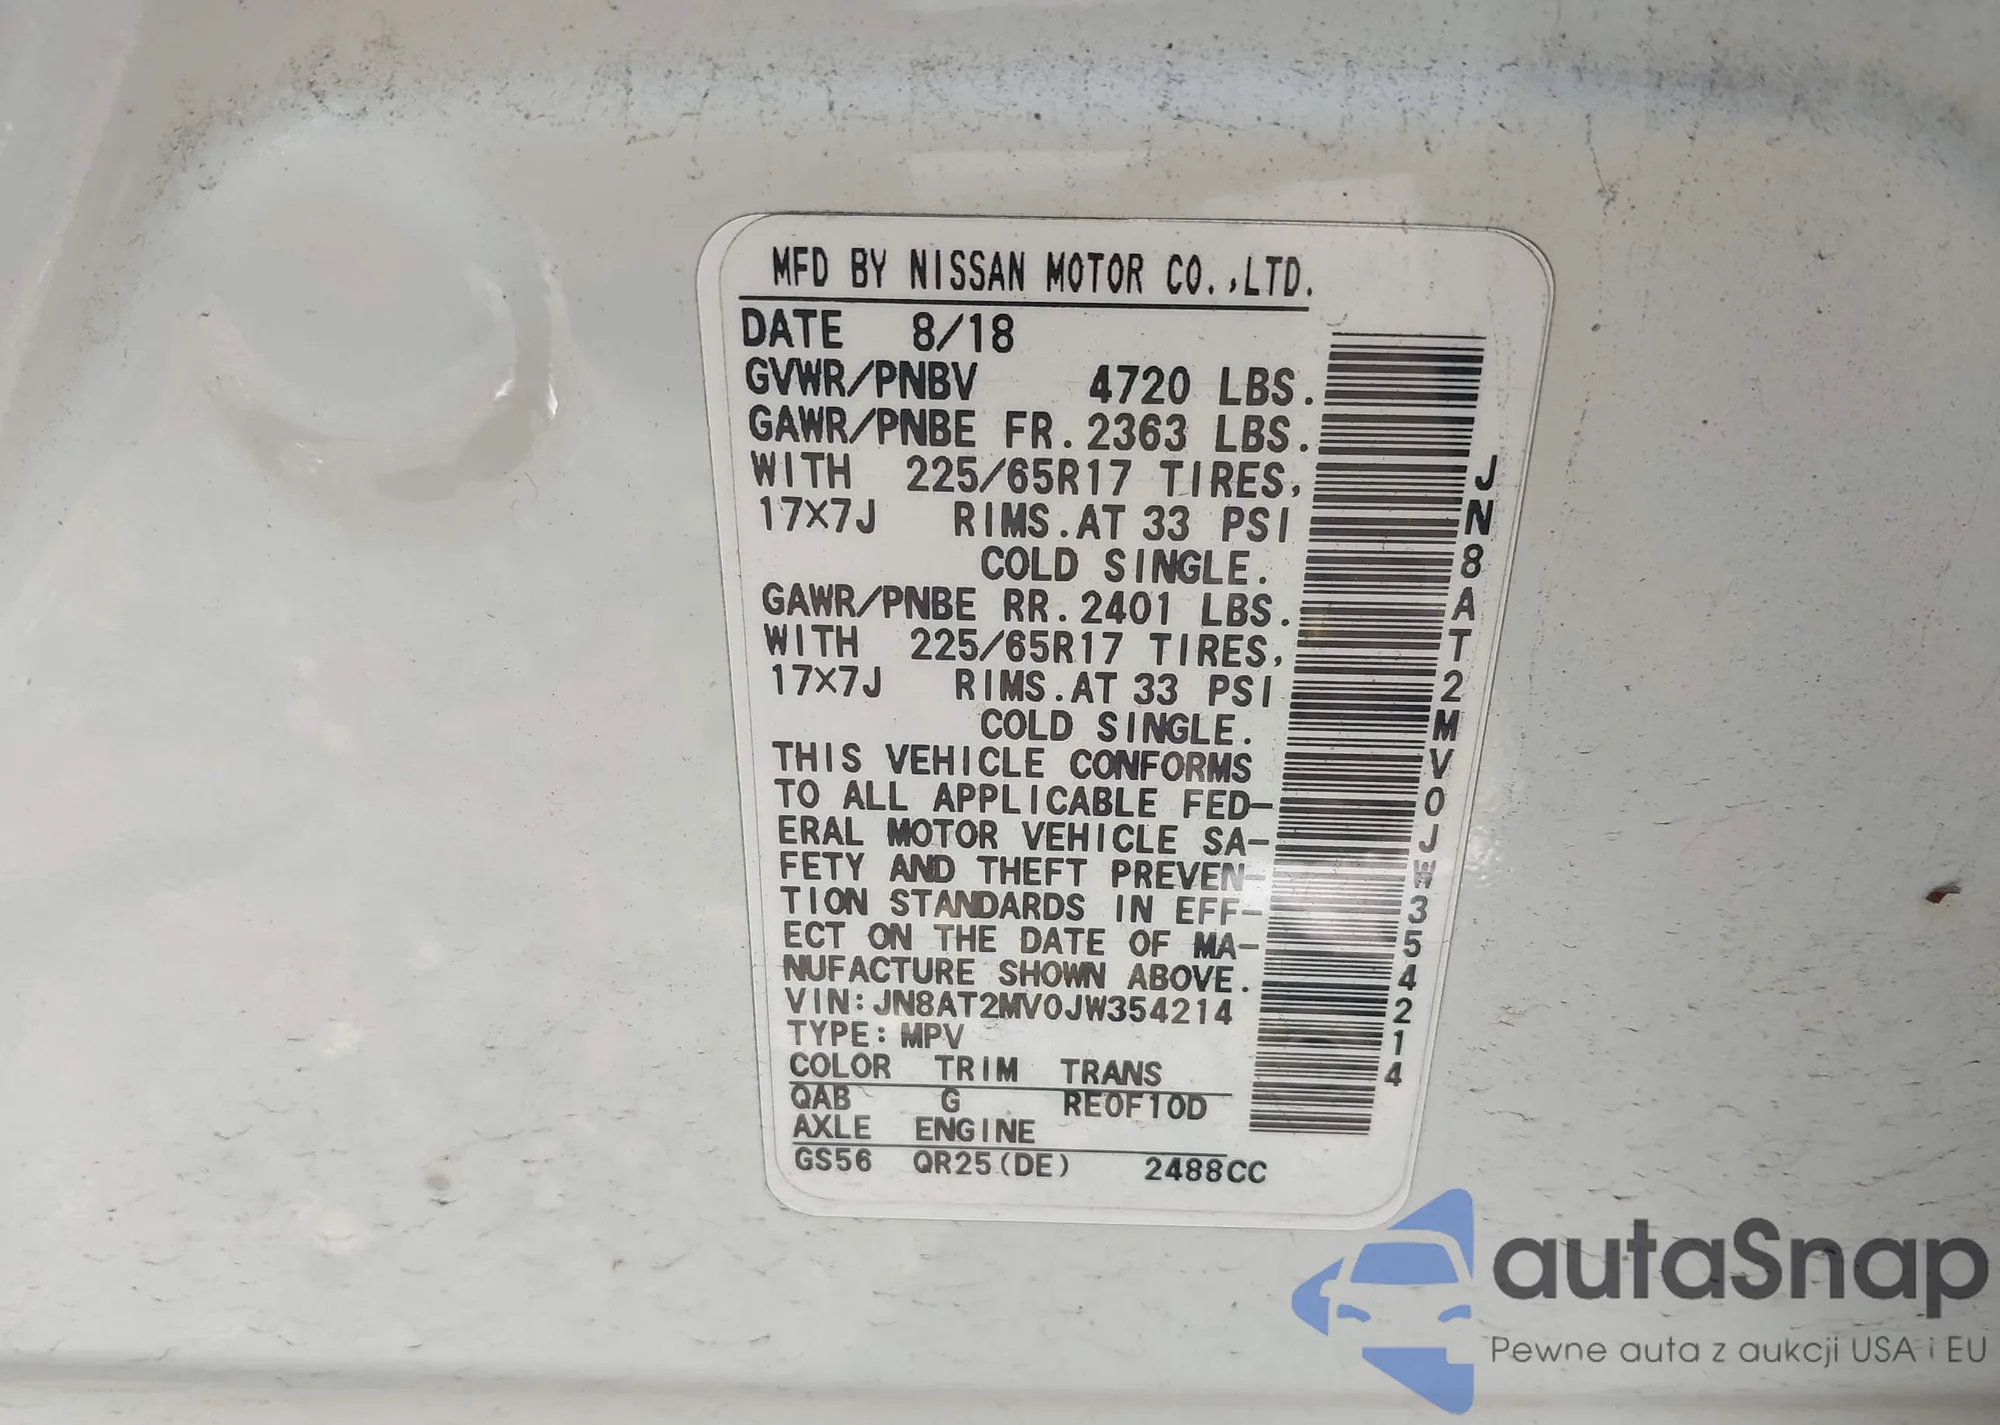 MFD BY NISSAN MOTOR CO.,LTD.
DATE 8/18
GVWR/PNBV 4720 LBS.
GAWR/PNBE FR. 2363 LBS.
WITH 225/65R17 TIRES,
17X7J RIMS. AT 33 PSI
COLD SINGLE.
GAWR/PNBE RR. 2401 LBS.
WITH 225/65R17 TIRES,
17X7J RIMS. AT 33 PSI
COLD SINGLE.
THIS VEHICLE CONFORMS
TO ALL APPLICABLE FED-
ERAL MOTOR VEHICLE SA-
FETY AND THEFT PREVEN-
TION STANDARDS IN EFF-
ECT ON THE DATE OF MA-
NUFACTURE SHOWN ABOVE.
VIN: JN8AT2MV0JW354214
TYPE: MPV
COLOR TRIM TRANS
QAB G RE0F10D
AXLE ENGINE
GS56 QR25(DE) 2488CC
JN8AT2MV0JW354214
autaSnap
Pewne auta z aukcji USA i EU